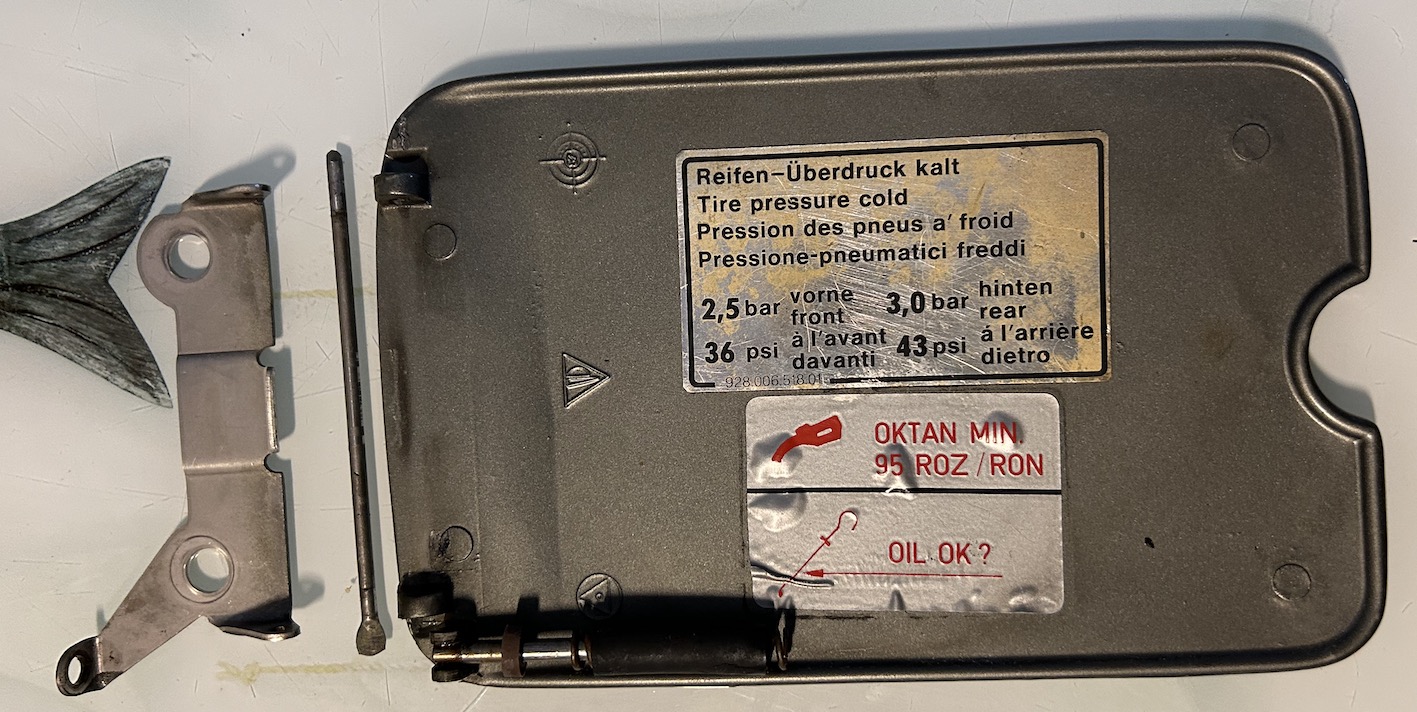 Reifen-Überdruck kalt
Tire pressure cold
Pression des pneus a' froid
Pressione-pneumatici freddi
2,5 bar vorne front à l'avant davanti
36 psi
3,0 bar hinten rear á l'arrière dietro
43 psi
928.006.518.01
OKTAN MIN.
95 ROZ/RON
OIL OK?